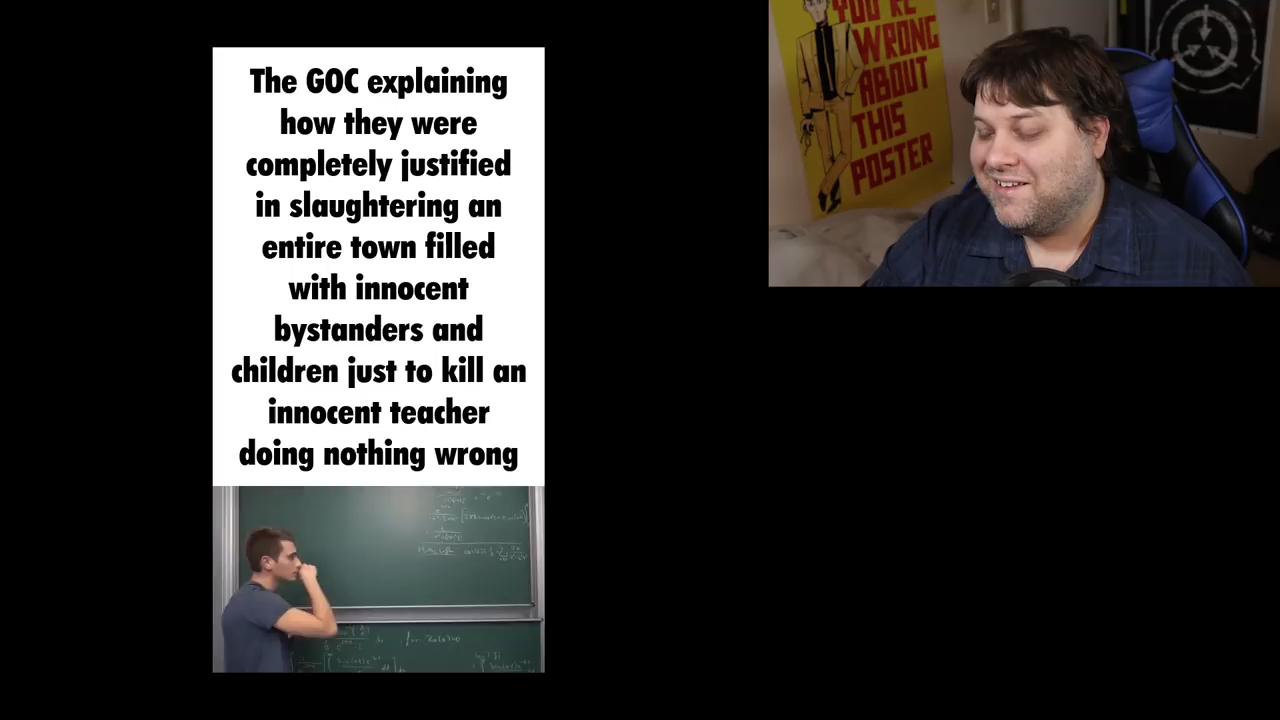 The GOC explaining
how they were
completely justified
in slaughtering an
entire town filled
with innocent
bystanders and
children just to kill an
innocent teacher
doing nothing wrong
YOU'RE
WRONG
ABOUT
THIS
POSTER